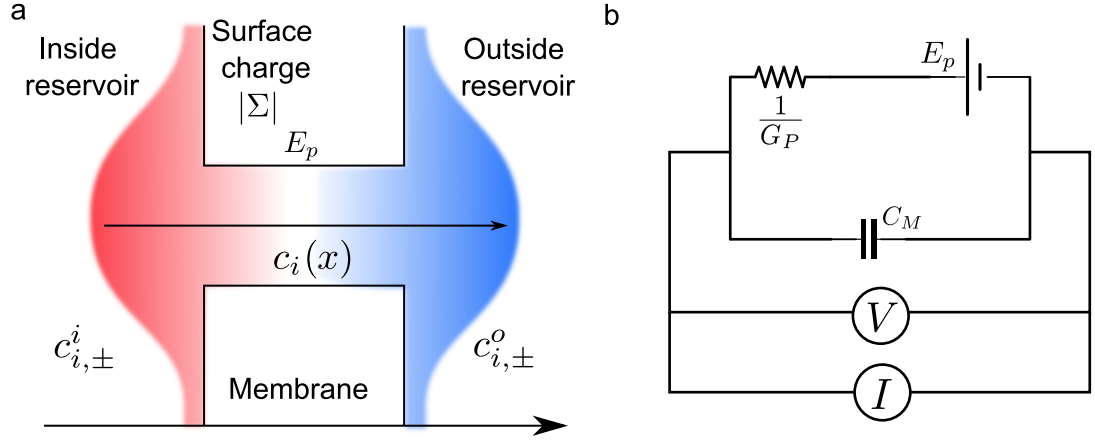 a
Inside
reservoir
Surface
charge
|Σ|
E_p
Outside
reservoir
c_i(x)
c^i_{i,±}
c^o_{i,±}
Membrane
b
E_p
1
G_P
C_M
V
I